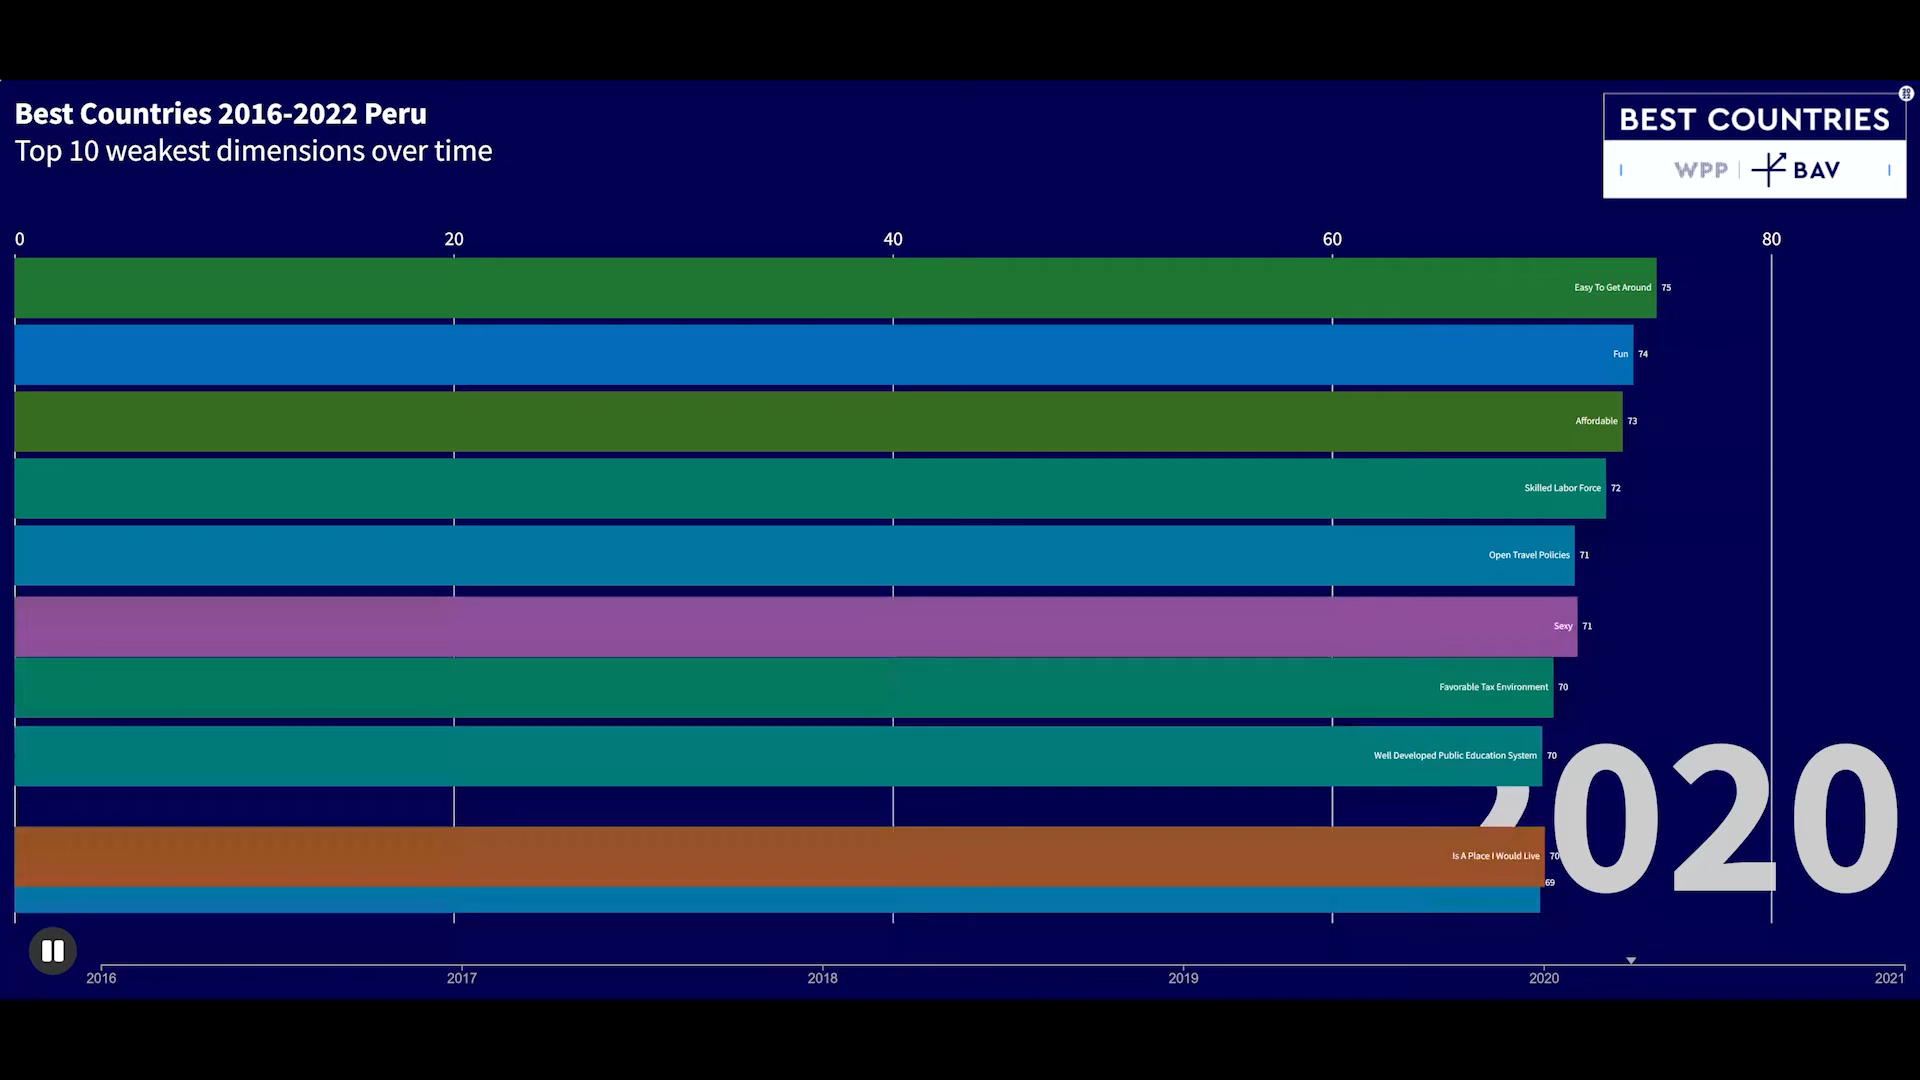 Best Countries 2016-2022 Peru
Top 10 weakest dimensions over time
BEST COUNTRIES
WPP | BAV
0 20 40 60 80
Easy To Get Around 75
Fun 74
Affordable 73
Skilled Labor Force 72
Open Travel Policies 71
Sexy 71
Favorable Tax Environment 70
Well Developed Public Education System 70
Is A Place I Would Live 70
69
2020
2016 2017 2018 2019 2020 2021